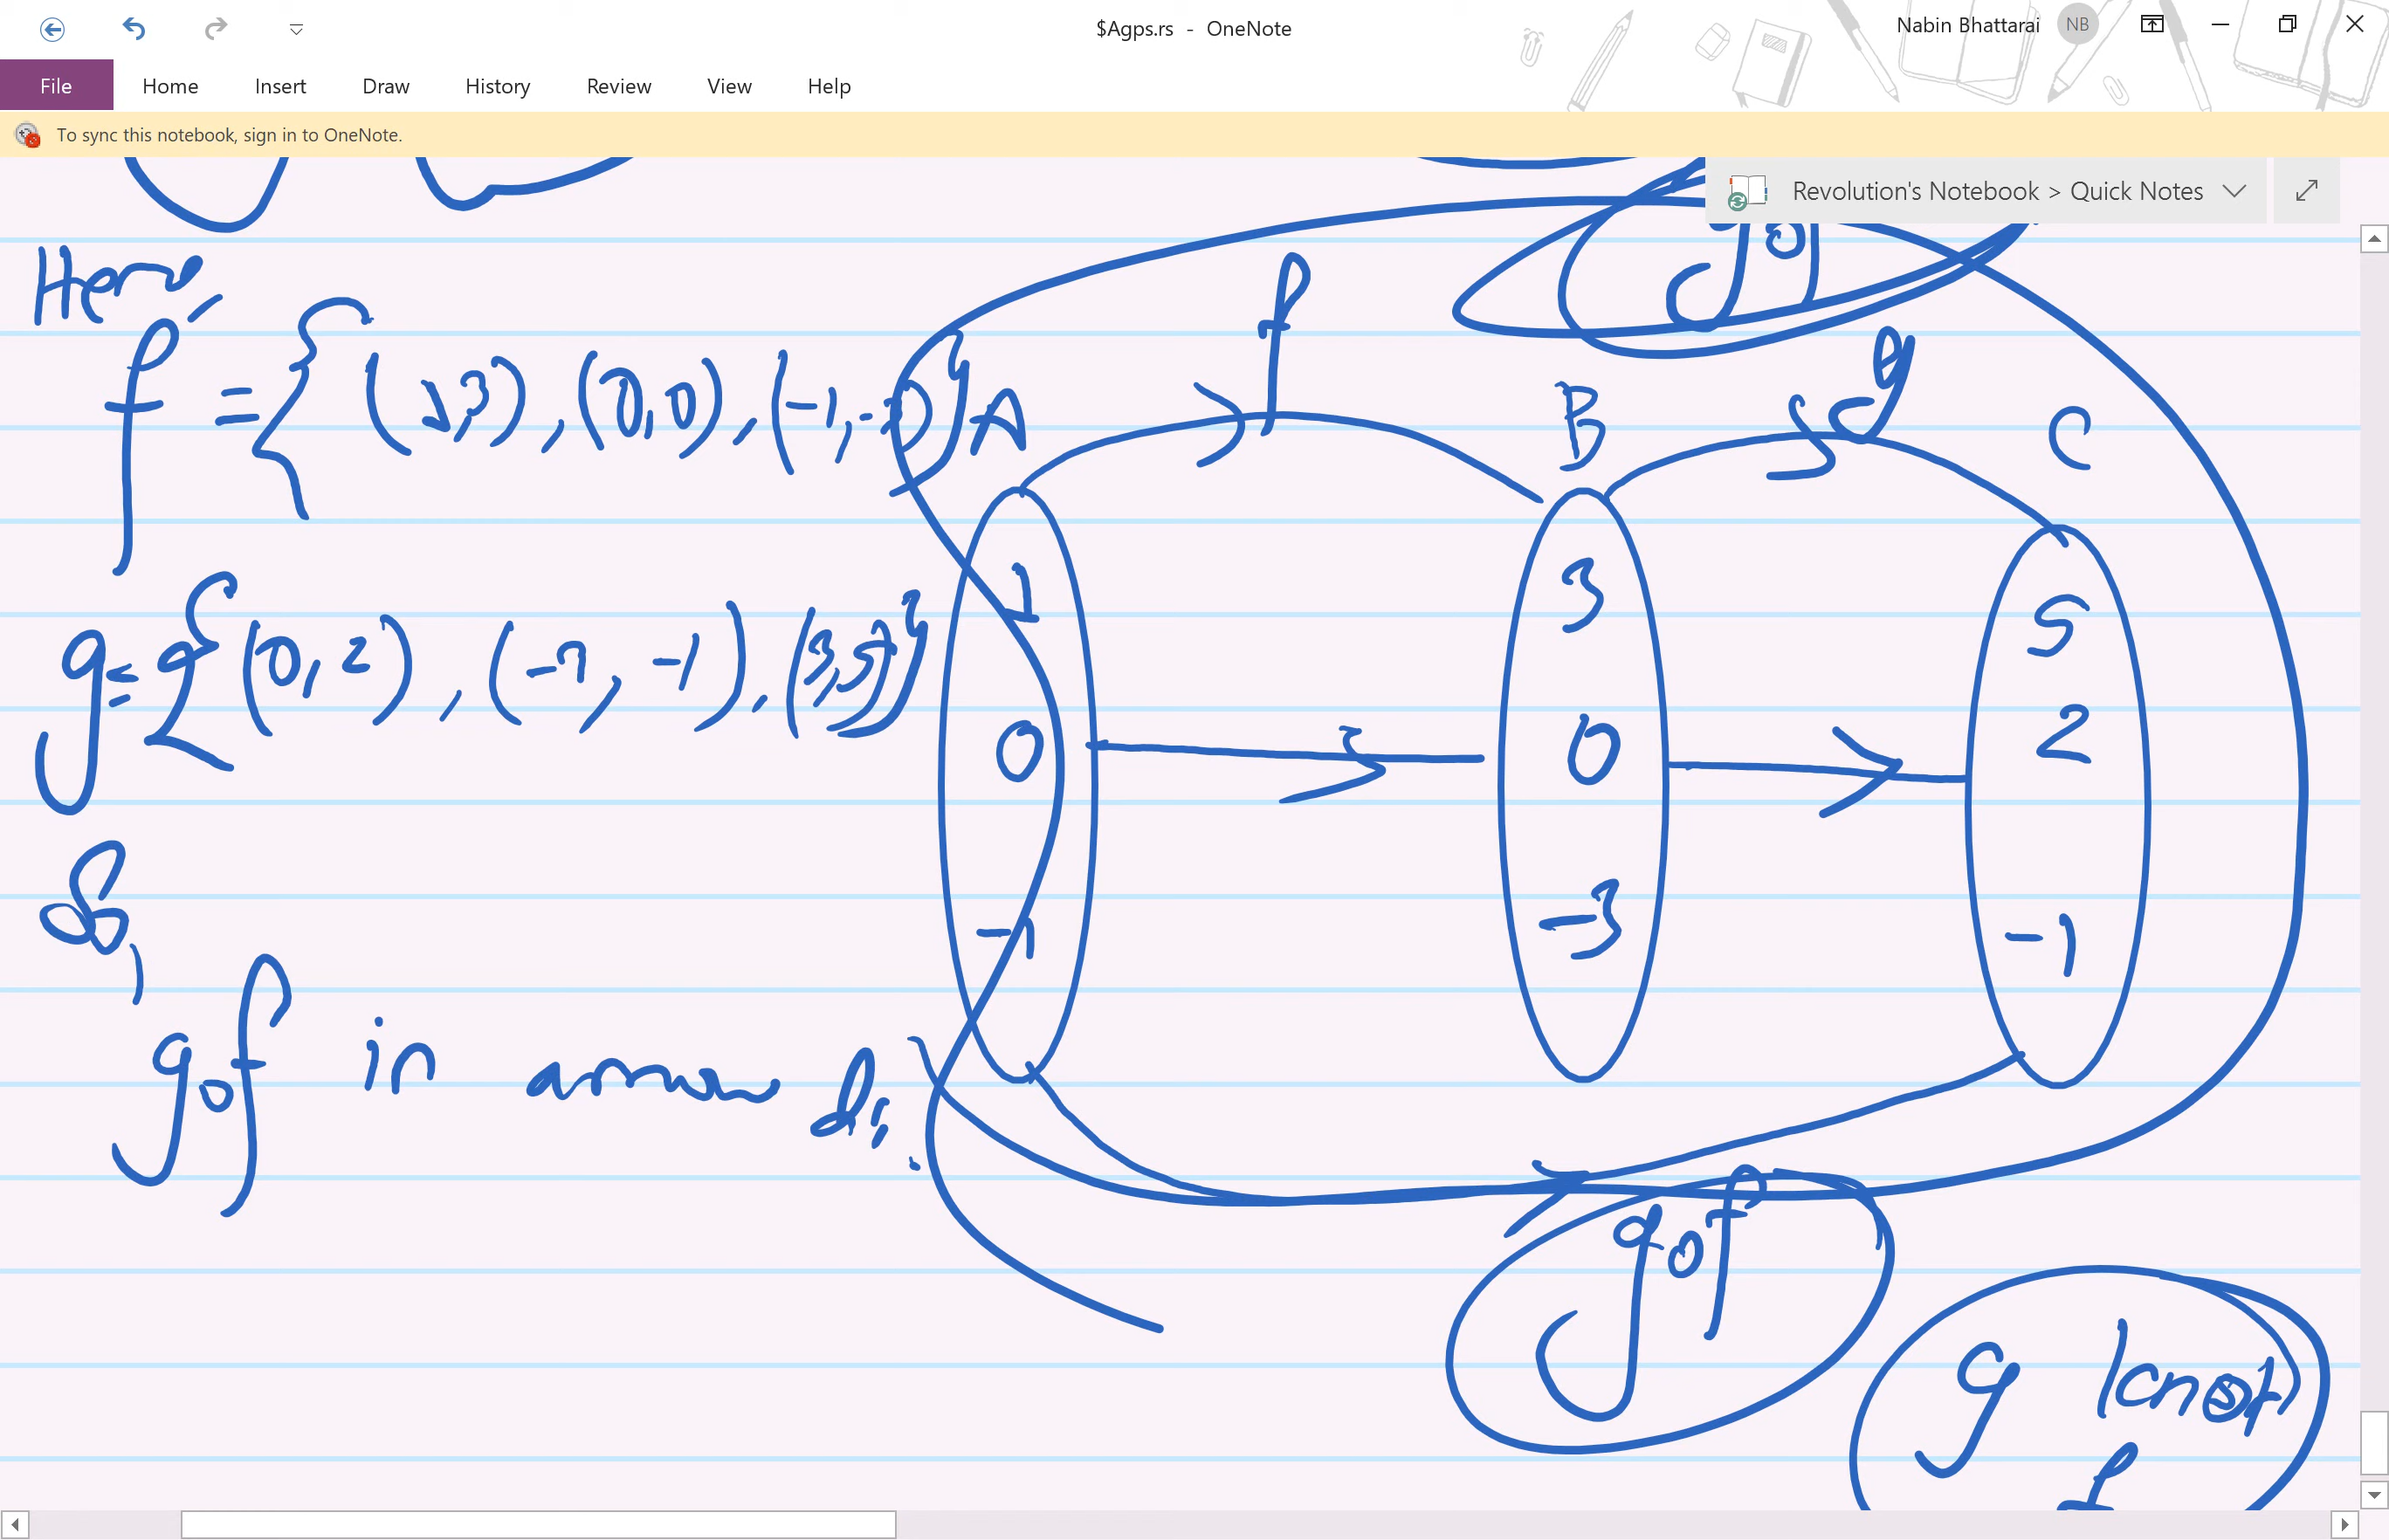 $Agps.rs - OneNote
Nabin Bhattarai NB
File Home Insert Draw History Review View Help
To sync this notebook, sign in to OneNote.
Revolution's Notebook > Quick Notes
Here,
f = { (1,3), (0,0), (-1,-3) }
g = { (0, 2), (-3, -1), (3,5) }
So,
gof in arrow di
f
g
A B C
1 3 5
0 0 2
-1 -3 -1
gof
g knot
f